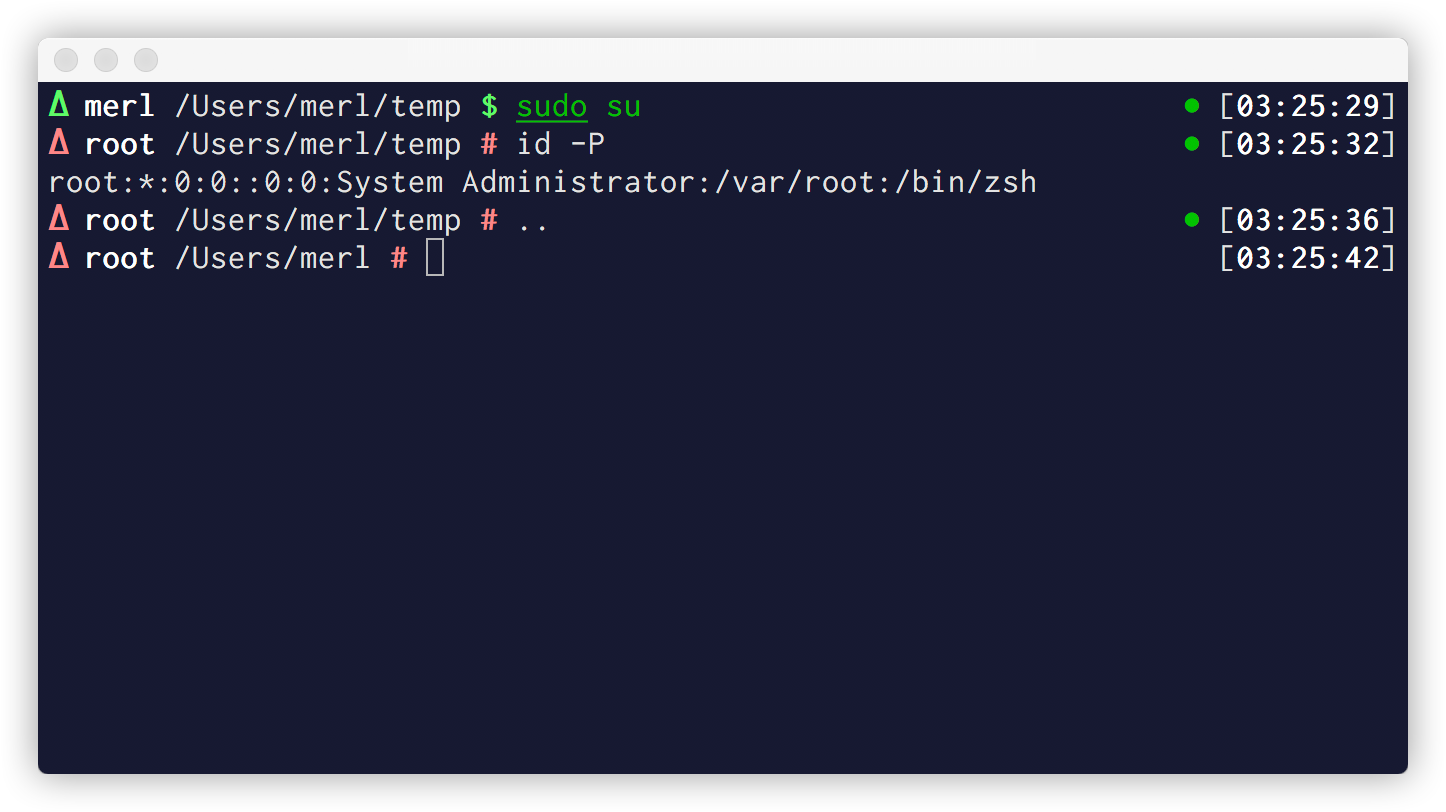 Δ merl /Users/merl/temp $ sudo su ● [03:25:29]
Δ root /Users/merl/temp # id -P ● [03:25:32]
root:*:0:0::0:0:System Administrator:/var/root:/bin/zsh
Δ root /Users/merl/temp # .. ● [03:25:36]
Δ root /Users/merl # [03:25:42]